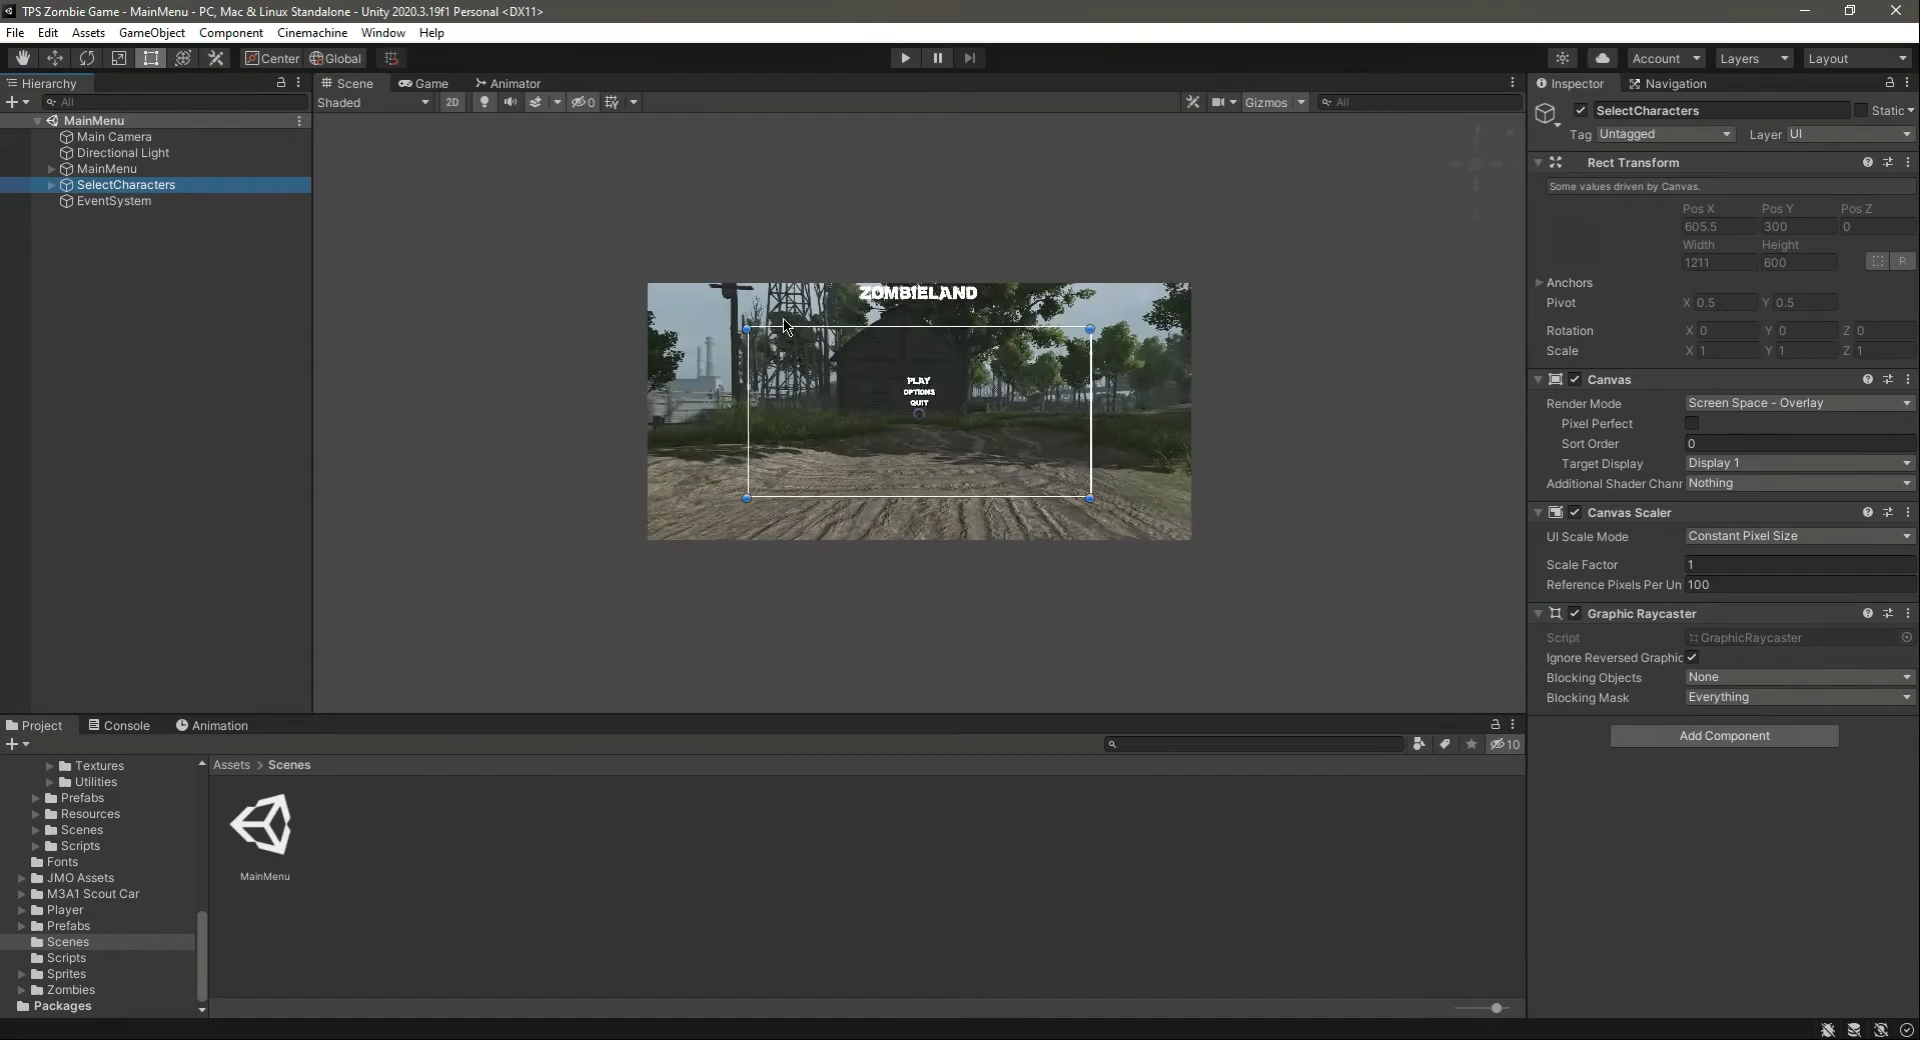 TPS Zombie Game - MainMenu - PC, Mac & Linux Standalone - Unity 2020.3.19f1 Personal <DX11>
File Edit Assets GameObject Component Cinemachine Window Help
Center Global Account Layers Layout
Hierarchy
All
MainMenu
Main Camera
Directional Light
MainMenu
SelectCharacters
EventSystem
Scene Game Animator
Shaded 2D 0 Gizmos All
ZOMBIELAND
PLAY
OPTIONS
QUIT
Inspector Navigation
SelectCharacters Static
Tag Untagged Layer UI
Rect Transform
Some values driven by Canvas.
Pos X Pos Y Pos Z
605.5 300 0
Width Height
1211 600 R
Anchors
Pivot X 0.5 Y 0.5
Rotation X 0 Y 0 Z 0
Scale X 1 Y 1 Z 1
Canvas
Render Mode Screen Space - Overlay
Pixel Perfect
Sort Order 0
Target Display Display 1
Additional Shader Chanr Nothing
Canvas Scaler
UI Scale Mode Constant Pixel Size
Scale Factor 1
Reference Pixels Per Un 100
Graphic Raycaster
Script GraphicRaycaster
Ignore Reversed Graphic
Blocking Objects None
Blocking Mask Everything
Add Component
Project Console Animation
10
Textures
Utilities
Prefabs
Resources
Scenes
Scripts
Fonts
JMO Assets
M3A1 Scout Car
Player
Prefabs
Scenes
Scripts
Sprites
Zombies
Packages
Assets > Scenes
MainMenu